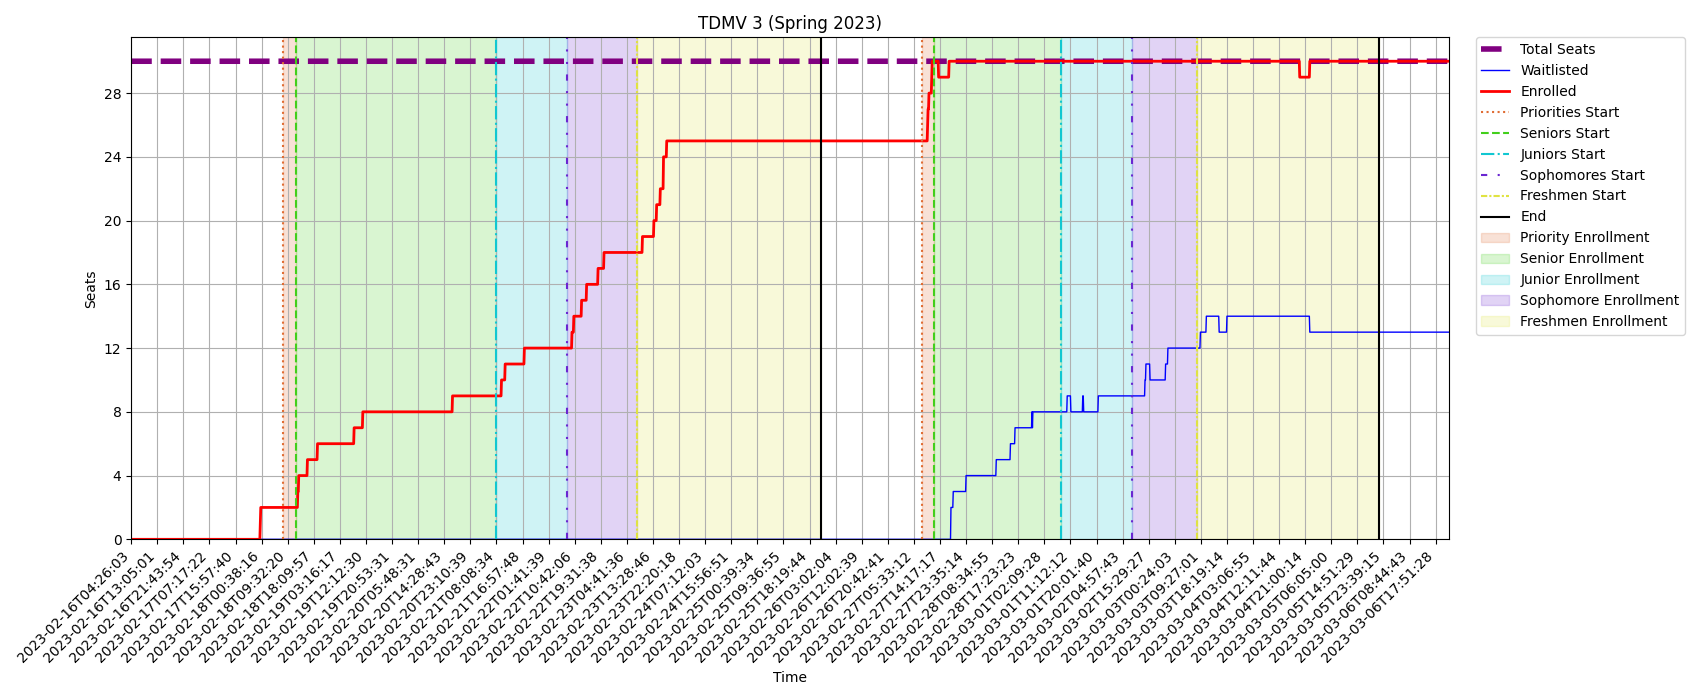 TDMV 3 (Spring 2023)
Seats
28
24
20
16
12
8
4
0
2023-02-16T04:26:03
2023-02-16T13:05:01
2023-02-16T21:43:54
2023-02-17T07:17:22
2023-02-17T15:57:40
2023-02-18T00:38:16
2023-02-18T09:32:20
2023-02-18T18:09:57
2023-02-19T03:16:17
2023-02-19T12:12:30
2023-02-19T20:53:31
2023-02-20T05:48:31
2023-02-20T14:28:43
2023-02-20T23:10:39
2023-02-21T08:08:34
2023-02-21T16:57:48
2023-02-22T01:41:39
2023-02-22T10:42:06
2023-02-22T19:31:38
2023-02-23T04:41:36
2023-02-23T13:28:46
2023-02-23T22:20:18
2023-02-24T07:12:03
2023-02-24T15:56:51
2023-02-25T00:39:34
2023-02-25T09:36:55
2023-02-25T18:19:44
2023-02-26T03:02:04
2023-02-26T12:02:39
2023-02-26T20:42:41
2023-02-27T05:33:12
2023-02-27T14:17:17
2023-02-27T23:35:14
2023-02-28T08:34:55
2023-02-28T17:23:23
2023-03-01T02:09:28
2023-03-01T11:12:12
2023-03-01T20:01:40
2023-03-02T04:57:43
2023-03-02T15:29:27
2023-03-03T00:24:03
2023-03-03T09:27:01
2023-03-03T18:19:14
2023-03-04T03:06:55
2023-03-04T12:11:44
2023-03-04T21:00:14
2023-03-05T06:05:00
2023-03-05T14:51:29
2023-03-05T23:39:15
2023-03-06T08:44:43
2023-03-06T17:51:28
Time
Total Seats
Waitlisted
Enrolled
Priorities Start
Seniors Start
Juniors Start
Sophomores Start
Freshmen Start
End
Priority Enrollment
Senior Enrollment
Junior Enrollment
Sophomore Enrollment
Freshmen Enrollment